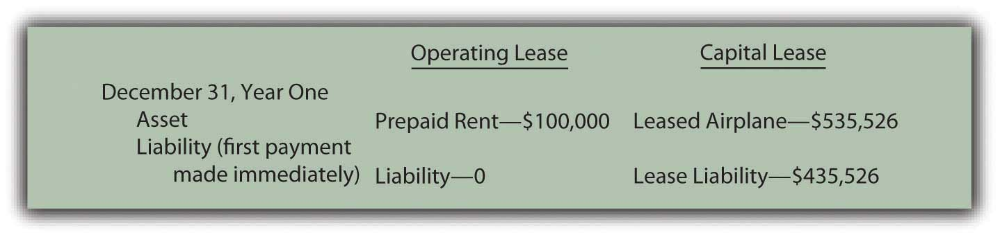 Operating Lease Capital Lease
December 31, Year One
Asset Prepaid Rent—$100,000 Leased Airplane—$535,526
Liability (first payment
made immediately) Liability—0 Lease Liability—$435,526